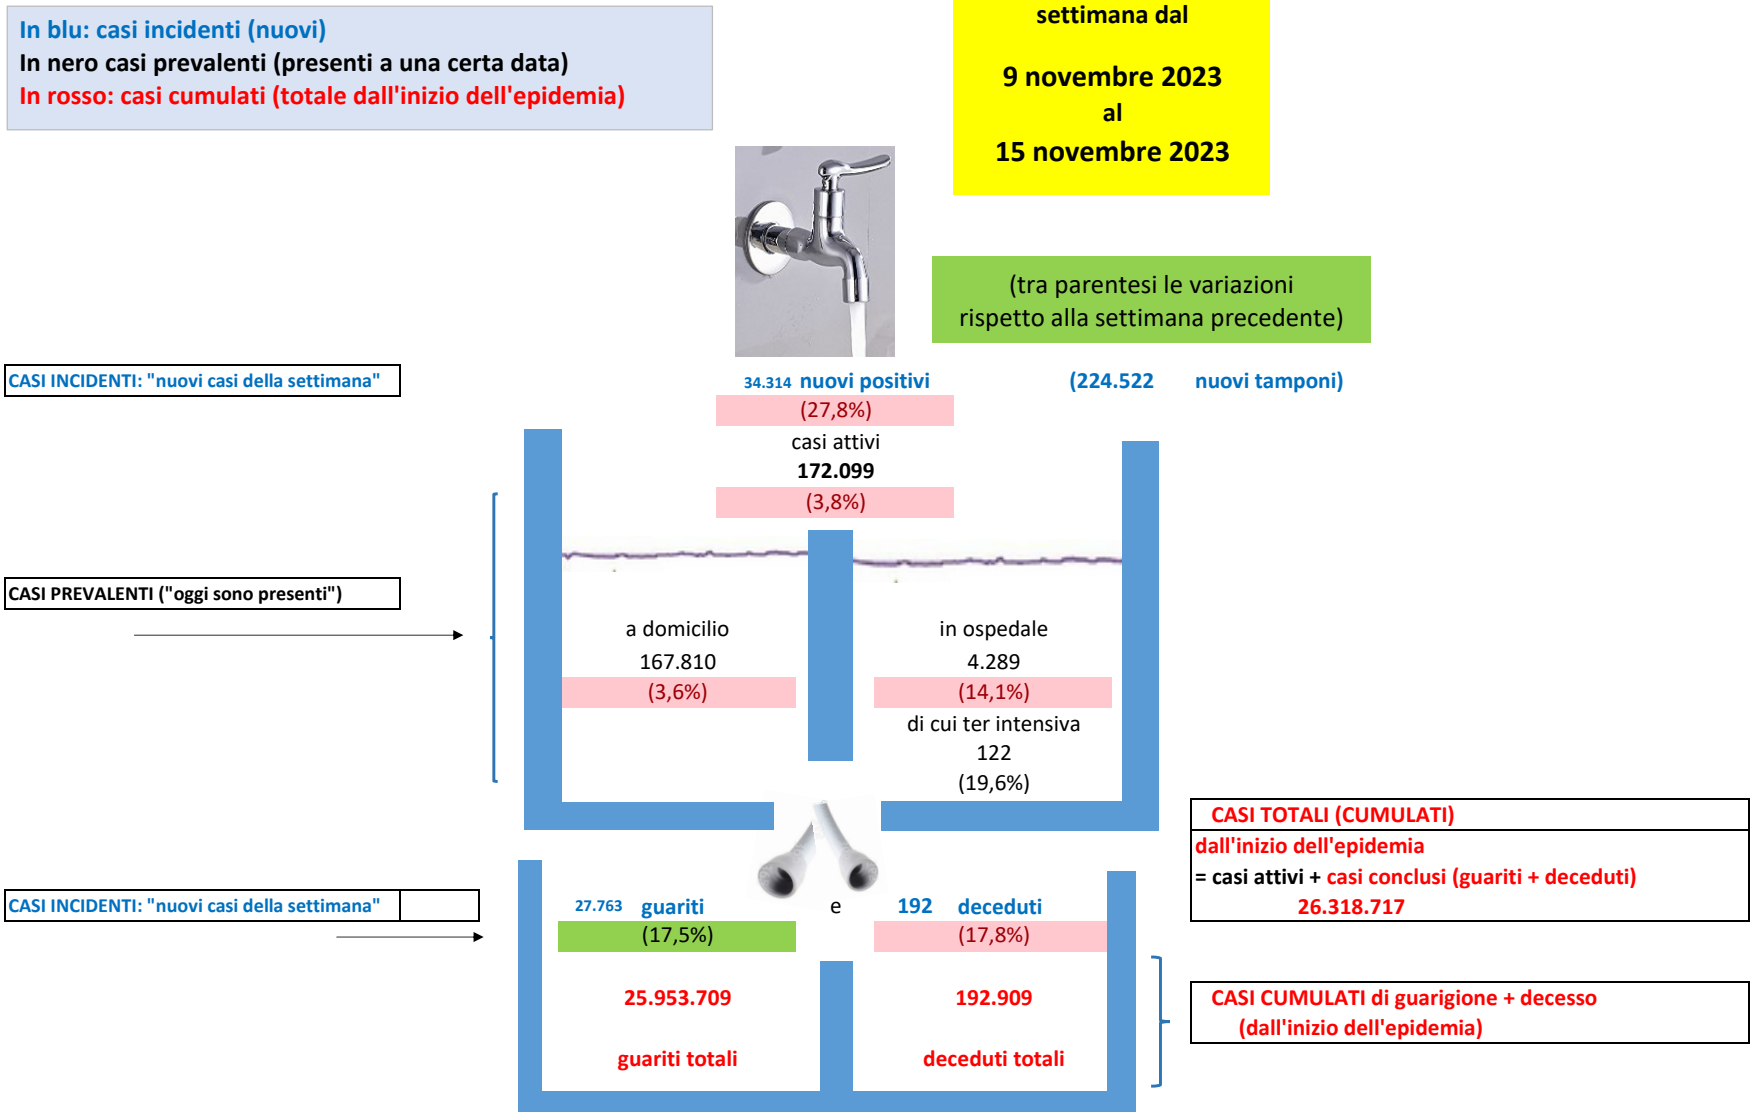 In blu: casi incidenti (nuovi)
In nero casi prevalenti (presenti a una certa data)
In rosso: casi cumulati (totale dall'inizio dell'epidemia)
settimana dal
9 novembre 2023
al
15 novembre 2023
(tra parentesi le variazioni
rispetto alla settimana precedente)
CASI INCIDENTI: "nuovi casi della settimana"
34.314 nuovi positivi
(224.522 nuovi tamponi)
(27,8%)
casi attivi
172.099
(3,8%)
CASI PREVALENTI ("oggi sono presenti")
a domicilio
167.810
(3,6%)
in ospedale
4.289
(14,1%)
di cui ter intensiva
122
(19,6%)
CASI TOTALI (CUMULATI)
dall'inizio dell'epidemia
= casi attivi + casi conclusi (guariti + deceduti)
26.318.717
CASI INCIDENTI: "nuovi casi della settimana"
27.763 guariti
e
192 deceduti
(17,5%)
(17,8%)
25.953.709
192.909
guariti totali
deceduti totali
CASI CUMULATI di guarigione + decesso
(dall'inizio dell'epidemia)